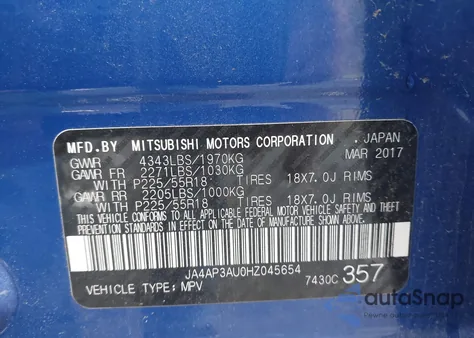 MFD.BY MITSUBISHI MOTORS CORPORATION JAPAN
GVWR 4343LBS/1970KG MAR 2017
GAWR FR 2271LBS/1030KG
WITH P225/55R18 TIRES 18X7.0J RIMS
GAWR RR 2205LBS/1000KG
WITH P225/55R18 TIRES 18X7.0J RIMS
THIS VEHICLE CONFORMS TO ALL APPLICABLE FEDERAL MOTOR VEHICLE SAFETY, BUMPER AND THEFT
PREVENTION STANDARDS IN EFFECT ON THE DATE OF MANUFACTURE SHOWN ABOVE.
JA4AP3AU0HZ045654
VEHICLE TYPE: MPV 7430C 357
autoSnap